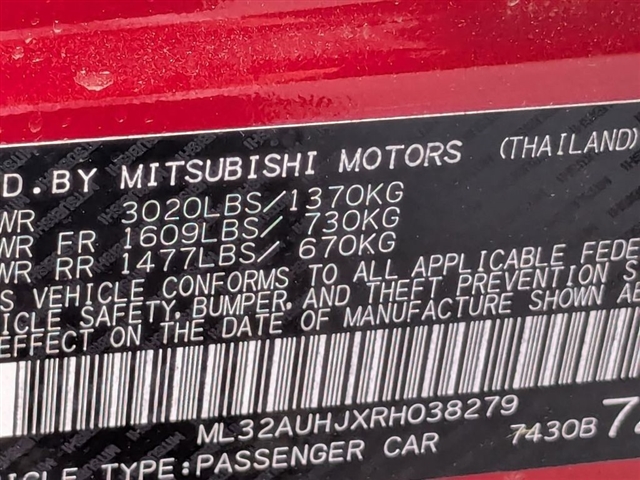 D.BY MITSUBISHI MOTORS (THAILAND)
WR 3020LBS/1370KG
WR FR 1609LBS/ 730KG
WR RR 1477LBS/ 670KG
S VEHICLE CONFORMS TO ALL APPLICABLE FEDE
ICLE SAFETY, BUMPER, AND THEFT PREVENTION S
EFFECT ON THE DATE OF MANUFACTURE SHOWN A
ML32AUHJXRH038279 7430B
ICLE TYPE:PASSENGER CAR